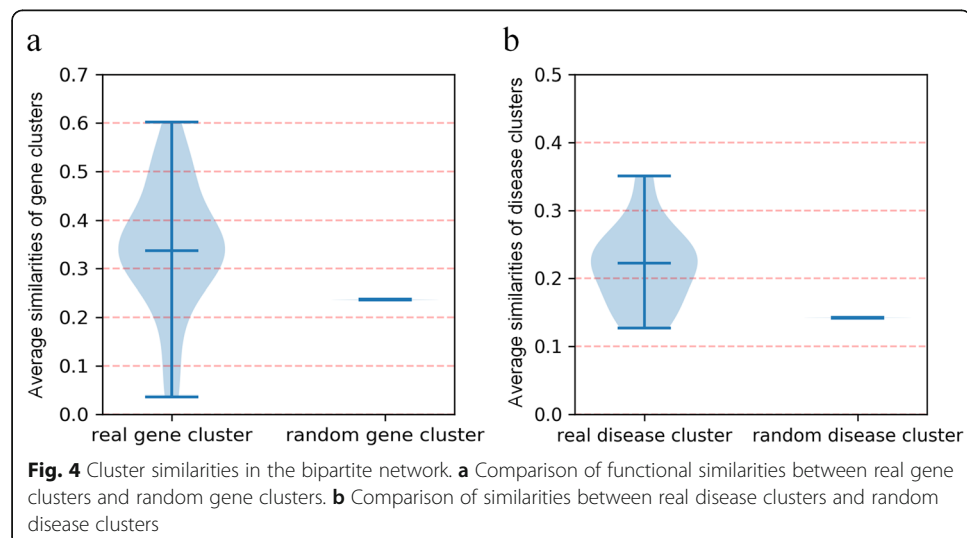 a
Average similarities of gene clusters
0.7
0.6
0.5
0.4
0.3
0.2
0.1
0.0
real gene cluster
random gene cluster
b
Average similarities of disease clusters
0.5
0.4
0.3
0.2
0.1
0.0
real disease cluster
random disease cluster
Fig. 4 Cluster similarities in the bipartite network. a Comparison of functional similarities between real gene
clusters and random gene clusters. b Comparison of similarities between real disease clusters and random
disease clusters